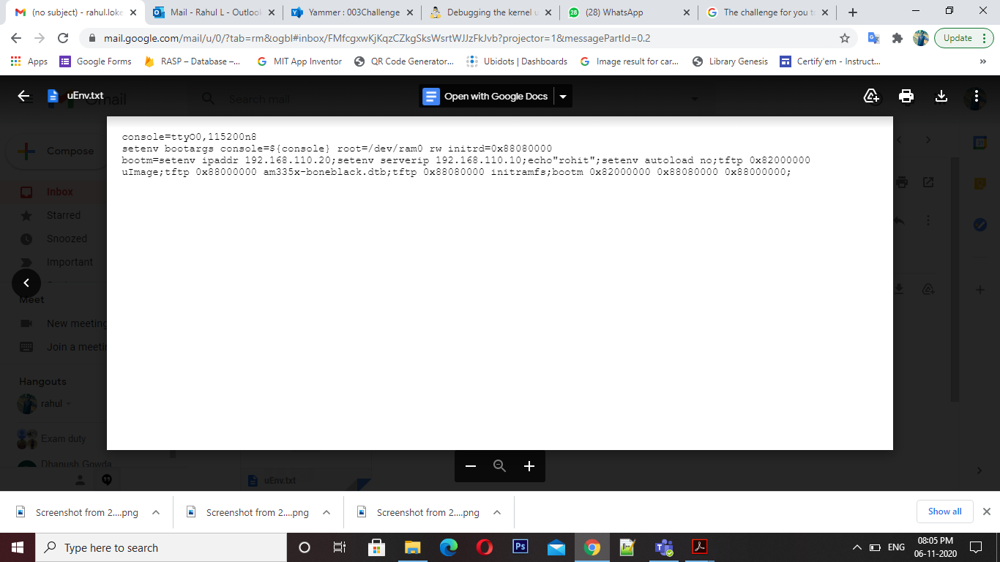 (no subject) - rahul.loke
Mail - Rahul L - Outloo
Yammer : 003Challenge
Debugging the kernel u
28
(28) WhatsApp
The challenge for you t
mail.google.com/mail/u/0/?tab=rm&ogbl#inbox/FMfcgxwKjKqzCZkgSksWsrtWJJzFkJvb?projector=1&messagePartId=0.2
Update
Apps
Google Forms
RASP – Database –...
MIT App Inventor
QR Code Generator...
Ubidots | Dashboards
Image result for car...
Library Genesis
Certify'em - Instruct...
»
uEnv.txt
Gmail
Search mail
Open with Google Docs
console=ttyO0,115200n8
setenv bootargs console=${console} root=/dev/ram0 rw initrd=0x88080000
bootm=setenv ipaddr 192.168.110.20;setenv serverip 192.168.110.10;echo"rohit";setenv autoload no;tftp 0x82000000
uImage;tftp 0x88000000 am335x-boneblack.dtb;tftp 0x88080000 initramfs;bootm 0x82000000 0x88080000 0x88000000;
Compose
Inbox
Starred
Snoozed
Important
Meet
New meeting
Join a meeti
Hangouts
rahul
Exam duty
Dhanush Gowda
uEnv.txt
Screenshot from 2....png
Screenshot from 2....png
Screenshot from 2....png
Show all
Type here to search
Ps
ENG
08:05 PM
06-11-2020